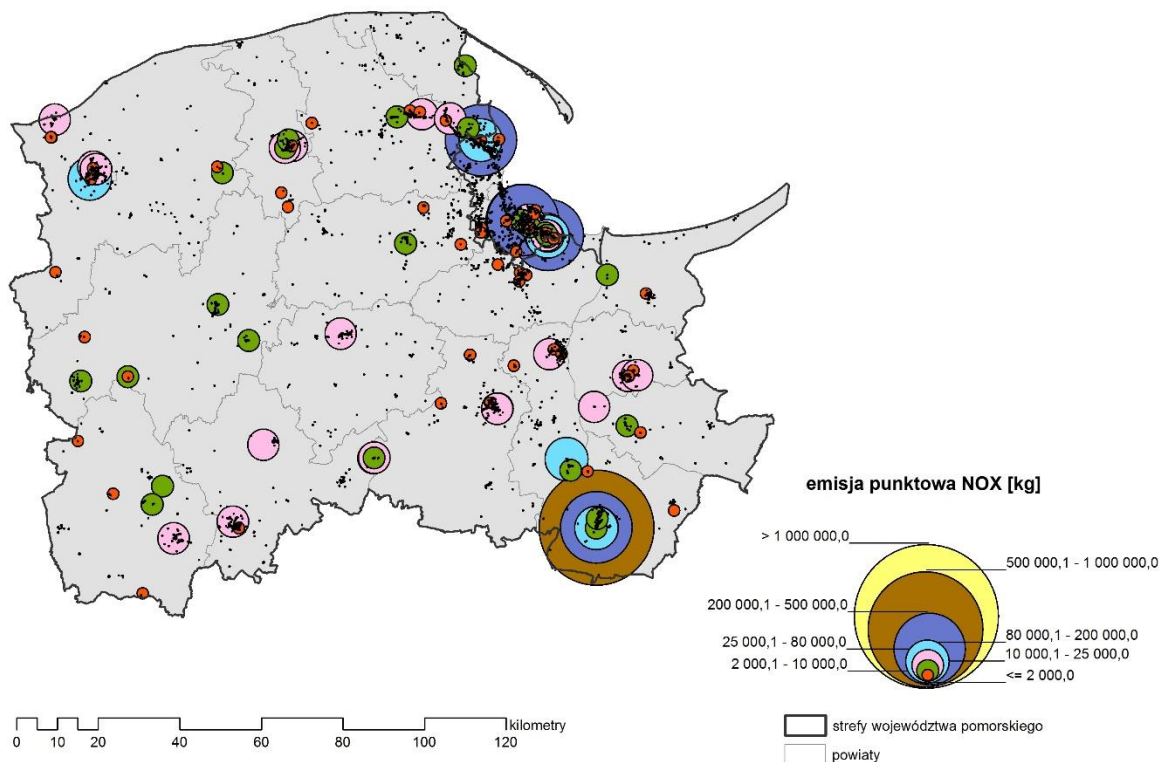 emisja punktowa NOX [kg]
> 1 000 000,0
500 000,1 - 1 000 000,0
200 000,1 - 500 000,0
80 000,1 - 200 000,0
25 000,1 - 80 000,0
10 000,1 - 25 000,0
2 000,1 - 10 000,0
<= 2 000,0
kilometry
0 10 20 40 60 80 100 120
strefy województwa pomorskiego
powiaty